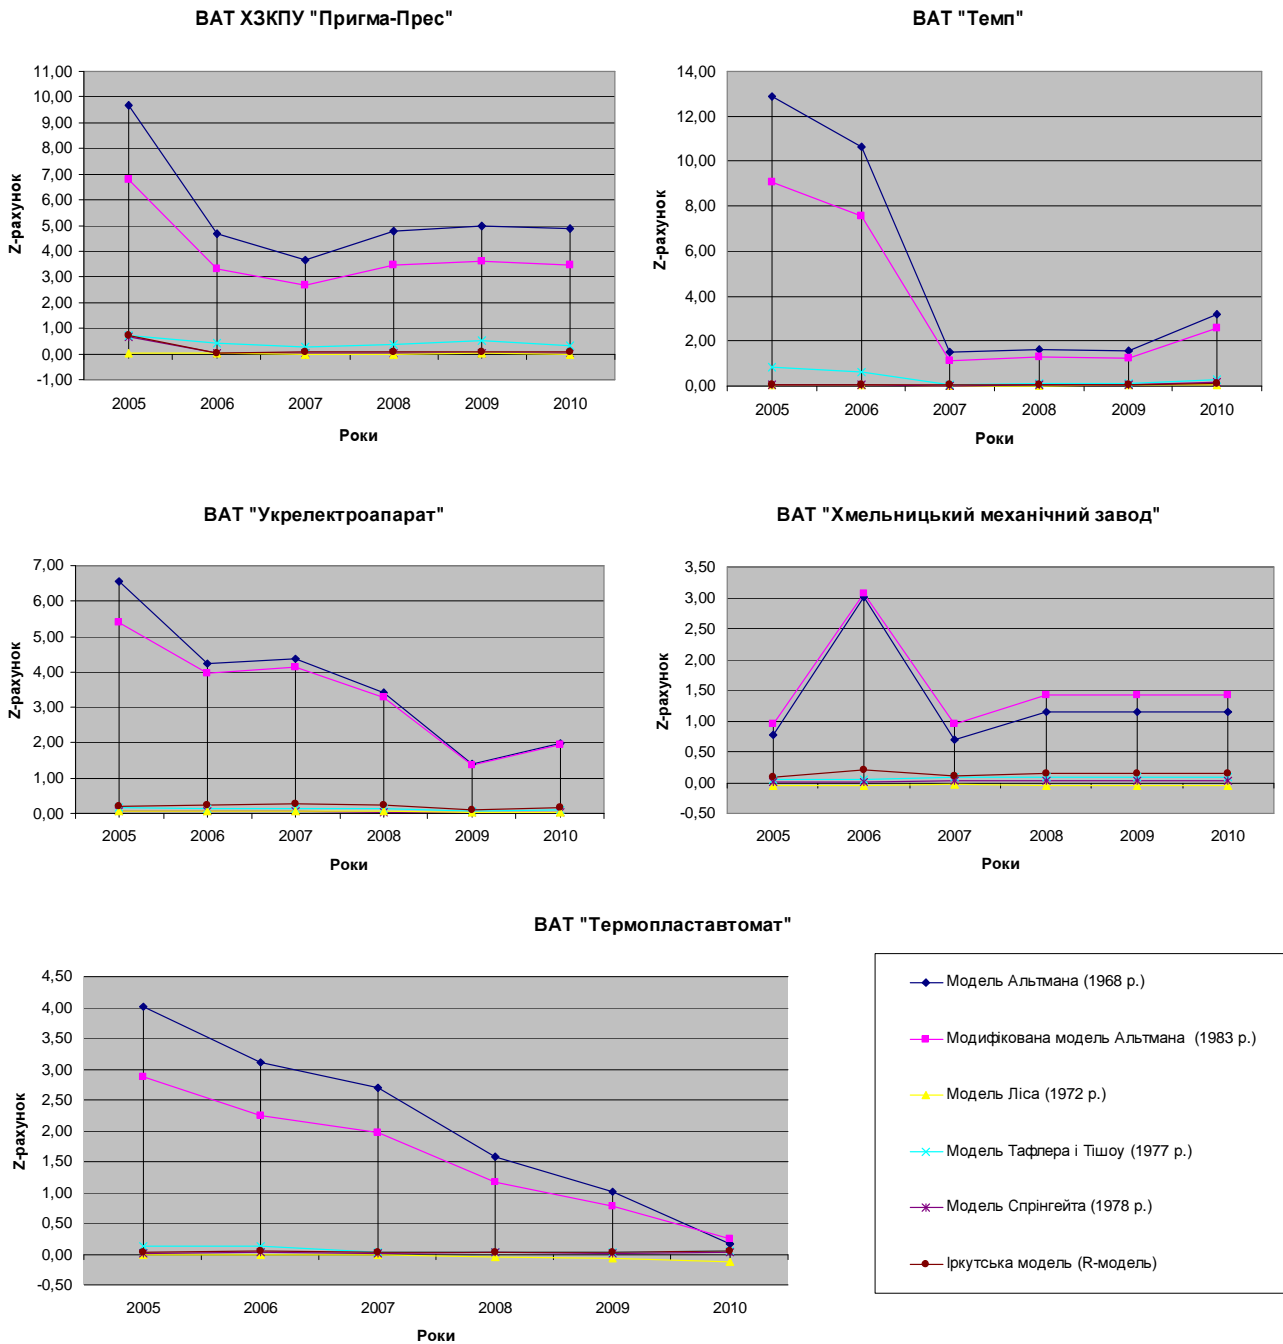 ВАТ ХЗКПУ "Пригма-Прес"
11,00
10,00
9,00
8,00
7,00
6,00
5,00
4,00
3,00
2,00
1,00
0,00
-1,00
Z-рахунок
2005 2006 2007 2008 2009 2010
Роки
ВАТ "Темп"
14,00
12,00
10,00
8,00
6,00
4,00
2,00
0,00
Z-рахунок
2005 2006 2007 2008 2009 2010
Роки
ВАТ "Укрелектроапарат"
7,00
6,00
5,00
4,00
3,00
2,00
1,00
0,00
Z-рахунок
2005 2006 2007 2008 2009 2010
Роки
ВАТ "Хмельницький механічний завод"
3,50
3,00
2,50
2,00
1,50
1,00
0,50
0,00
-0,50
Z-рахунок
2005 2006 2007 2008 2009 2010
Роки
ВАТ "Термопластавтомат"
4,50
4,00
3,50
3,00
2,50
2,00
1,50
1,00
0,50
0,00
-0,50
Z-рахунок
2005 2006 2007 2008 2009 2010
Роки
Модель Альтмана (1968 р.)
Модифікована модель Альтмана (1983 р.)
Модель Ліса (1972 р.)
Модель Тафлера і Тішоу (1977 р.)
Модель Спрінгейта (1978 р.)
Іркутська модель (R-модель)